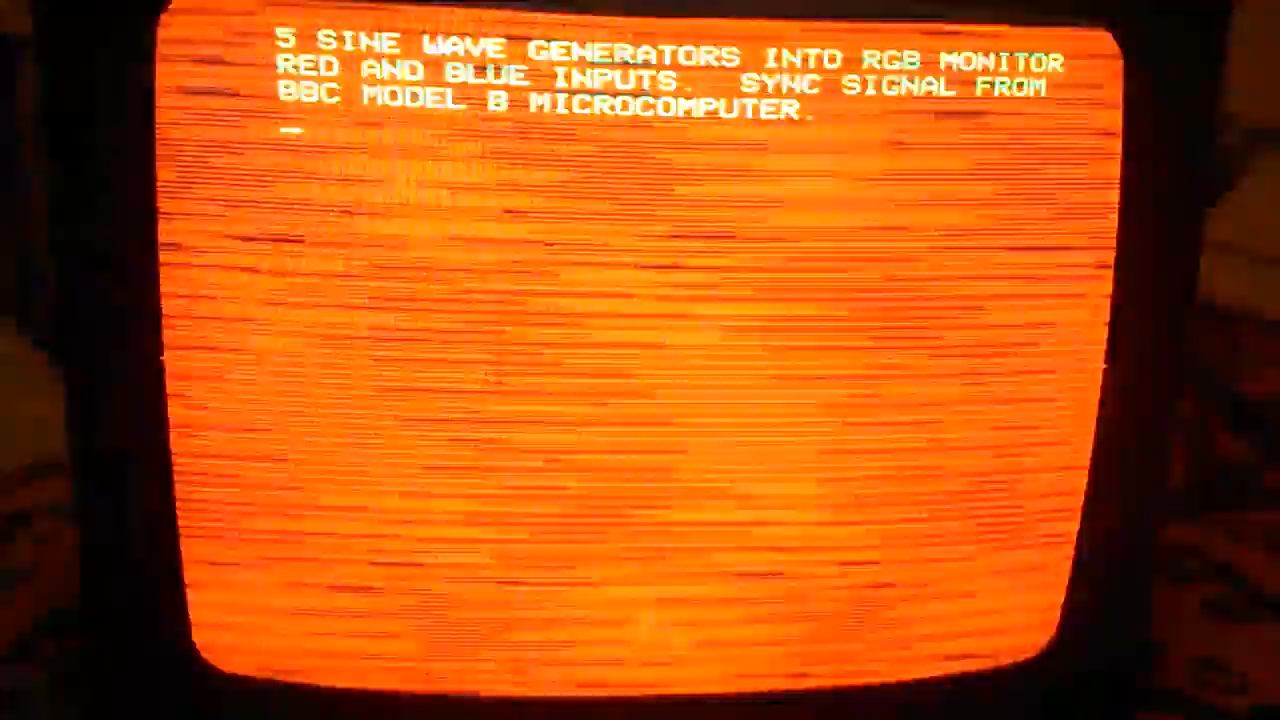 5 SINE WAVE GENERATORS INTO RGB MONITOR
RED AND BLUE INPUTS.  SYNC SIGNAL FROM
BBC MODEL B MICROCOMPUTER.